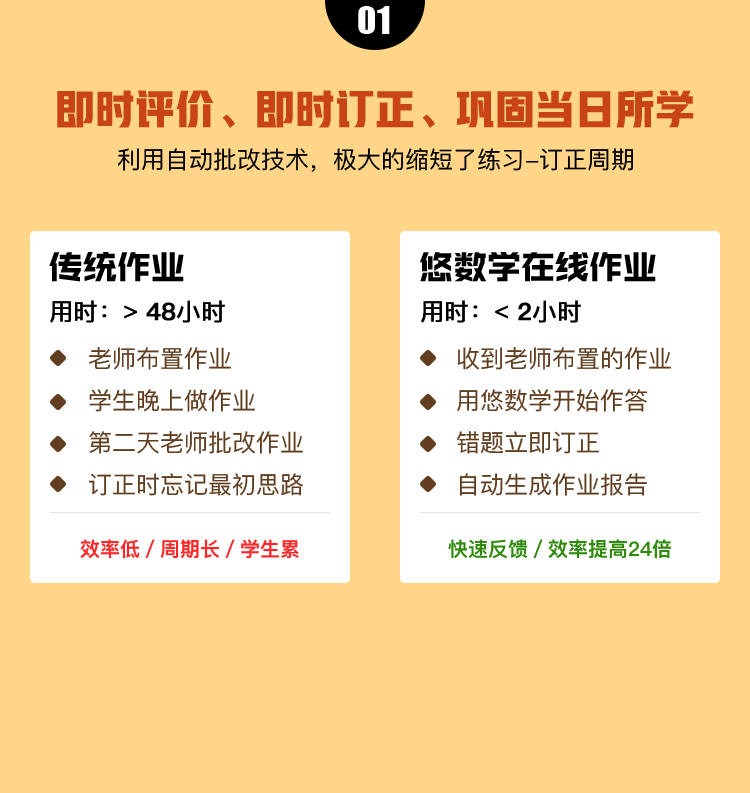 01
即时评价、即时订正、巩固当日所学
利用自动批改技术，极大的缩短了练习–订正周期
传统作业
用时：> 48小时
老师布置作业
学生晚上做作业
第二天老师批改作业
订正时忘记最初思路
效率低 / 周期长 / 学生累
悠数学在线作业
用时：< 2小时
收到老师布置的作业
用悠数学开始作答
错题立即订正
自动生成作业报告
快速反馈 / 效率提高24倍